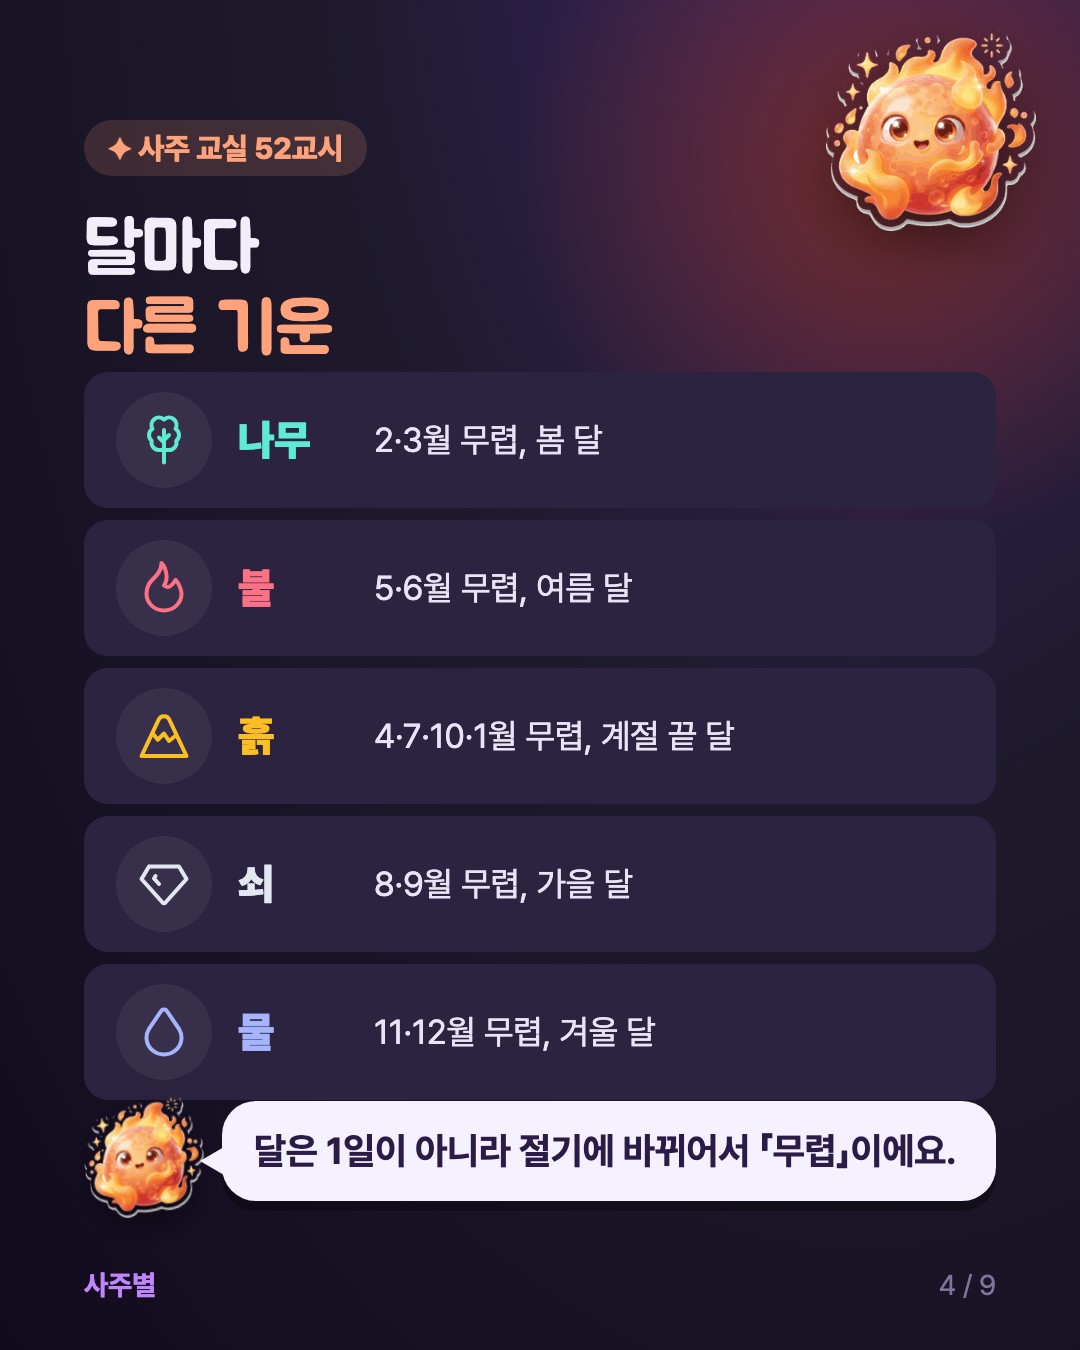 사주 교실 52교시
달마다
다른 기운
나무 2·3월 무렵, 봄 달
불 5·6월 무렵, 여름 달
흙 4·7·10·1월 무렵, 계절 끝 달
쇠 8·9월 무렵, 가을 달
물 11·12월 무렵, 겨울 달
달은 1일이 아니라 절기에 바뀌어서 「무렵」이에요.
사주별 4 / 9